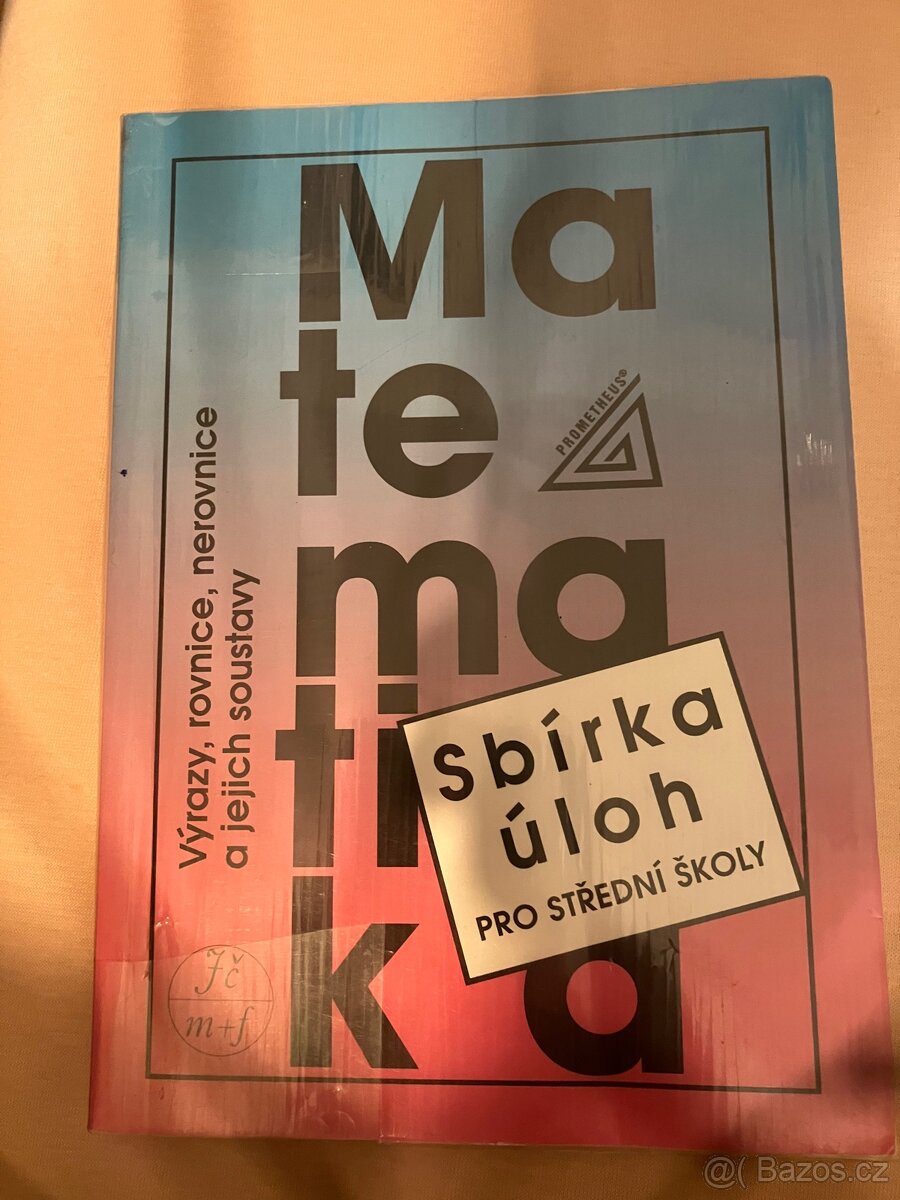 Ma
te
PROMETHEUS®
ma
ti
ka
Výrazy, rovnice, nerovnice
a jejich soustavy
Sbírka
úloh
PRO STŘEDNÍ ŠKOLY
Jč
m+f
@( Bazos.cz